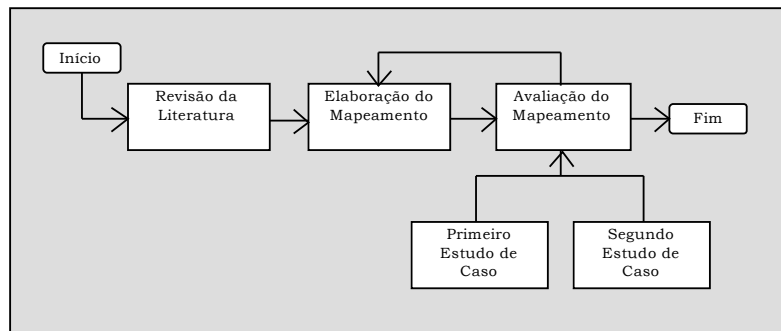 Início
Revisão da
Literatura
Elaboração do
Mapeamento
Avaliação do
Mapeamento
Fim
Primeiro
Estudo de
Caso
Segundo
Estudo de
Caso